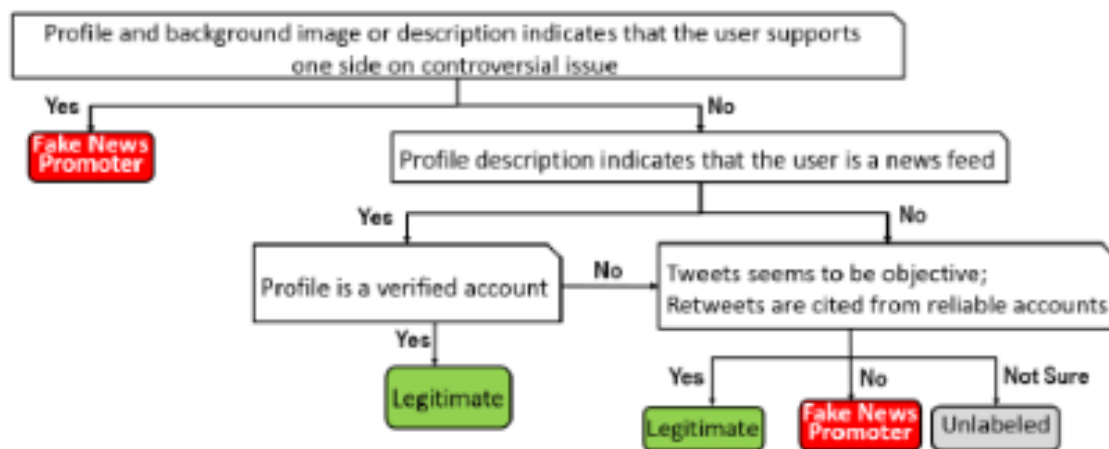 Profile and background image or description indicates that the user supports
one side on controversial issue
Yes
No
Fake News
Promoter
Profile description indicates that the user is a news feed
Yes
No
Profile is a verified account
No
Tweets seems to be objective;
Retweets are cited from reliable accounts
Yes
Legitimate
Yes
No
Not Sure
Legitimate
Fake News
Promoter
Unlabeled